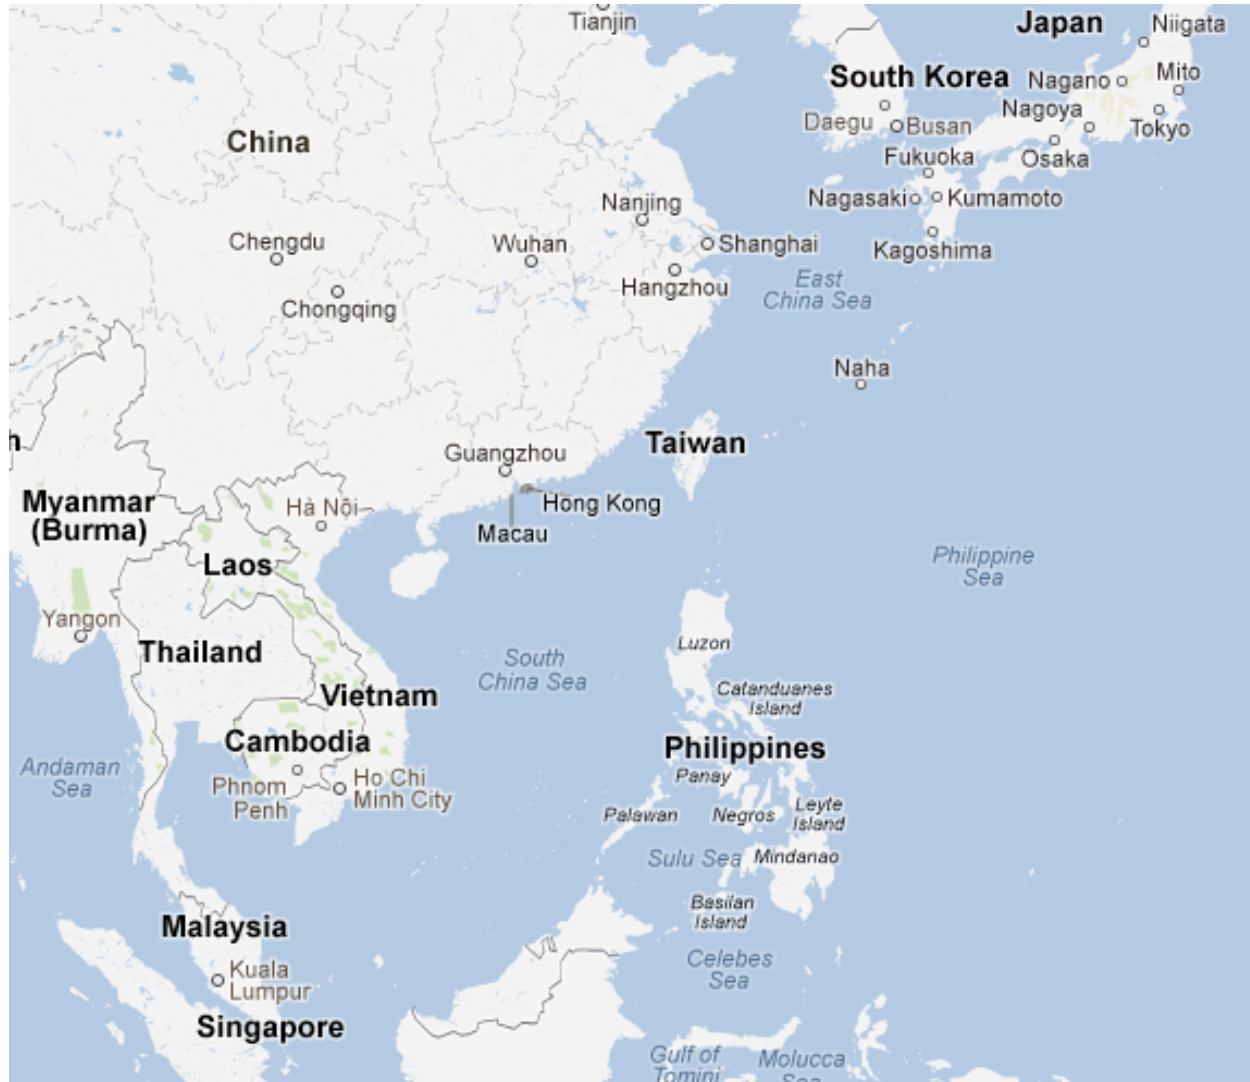 Tianjin
Japan
Niigata
South Korea
Nagano
Mito
China
Daegu
Busan
Nagoya
Tokyo
Fukuoka
Osaka
Nanjing
Nagasaki
Kumamoto
Chengdu
Wuhan
Shanghai
Kagoshima
Hangzhou
East
China Sea
Chongqing
Naha
h
Guangzhou
Taiwan
Myanmar
(Burma)
Hà Nội
Hong Kong
Macau
Laos
Philippine
Sea
Yangon
Thailand
Luzon
South
China Sea
Vietnam
Catanduanes
Island
Cambodia
Philippines
Andaman
Sea
Phnom
Penh
Ho Chi
Minh City
Panay
Palawan
Negros
Leyte
Island
Sulu Sea
Mindanao
Basilan
Island
Malaysia
Kuala
Lumpur
Celebes
Sea
Singapore
Gulf of
Tomini
Molucca
Sea